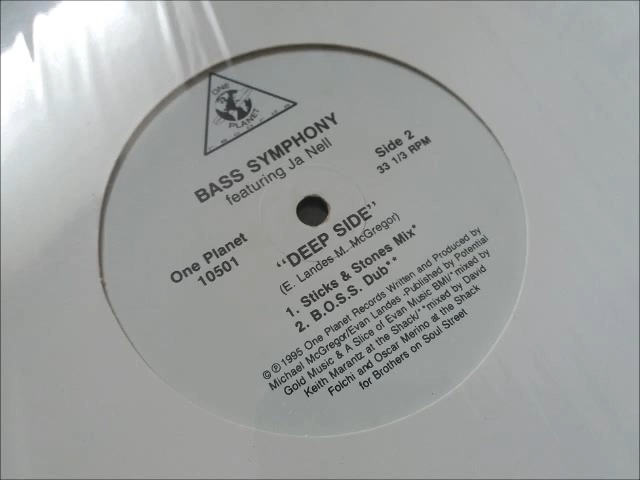 ONE
PLANET
BASS SYMPHONY
featuring Ja Nell
Side 2
33 1/3 RPM
One Planet
10501
"DEEP SIDE"
(E. Landes M. McGregor)
1. Sticks & Stones Mix*
2. B.O.S.S. Dub**
© ℗ 1995 One Planet Records Written and Produced by
Michael McGregor/Evan Landes -Published by Potential
Gold Music & A Slice of Evan Music BMI/*mixed by
Keith Marantz at the Shack/**mixed by David
Folchi and Oscar Merino at the Shack
for Brothers on Soul Street